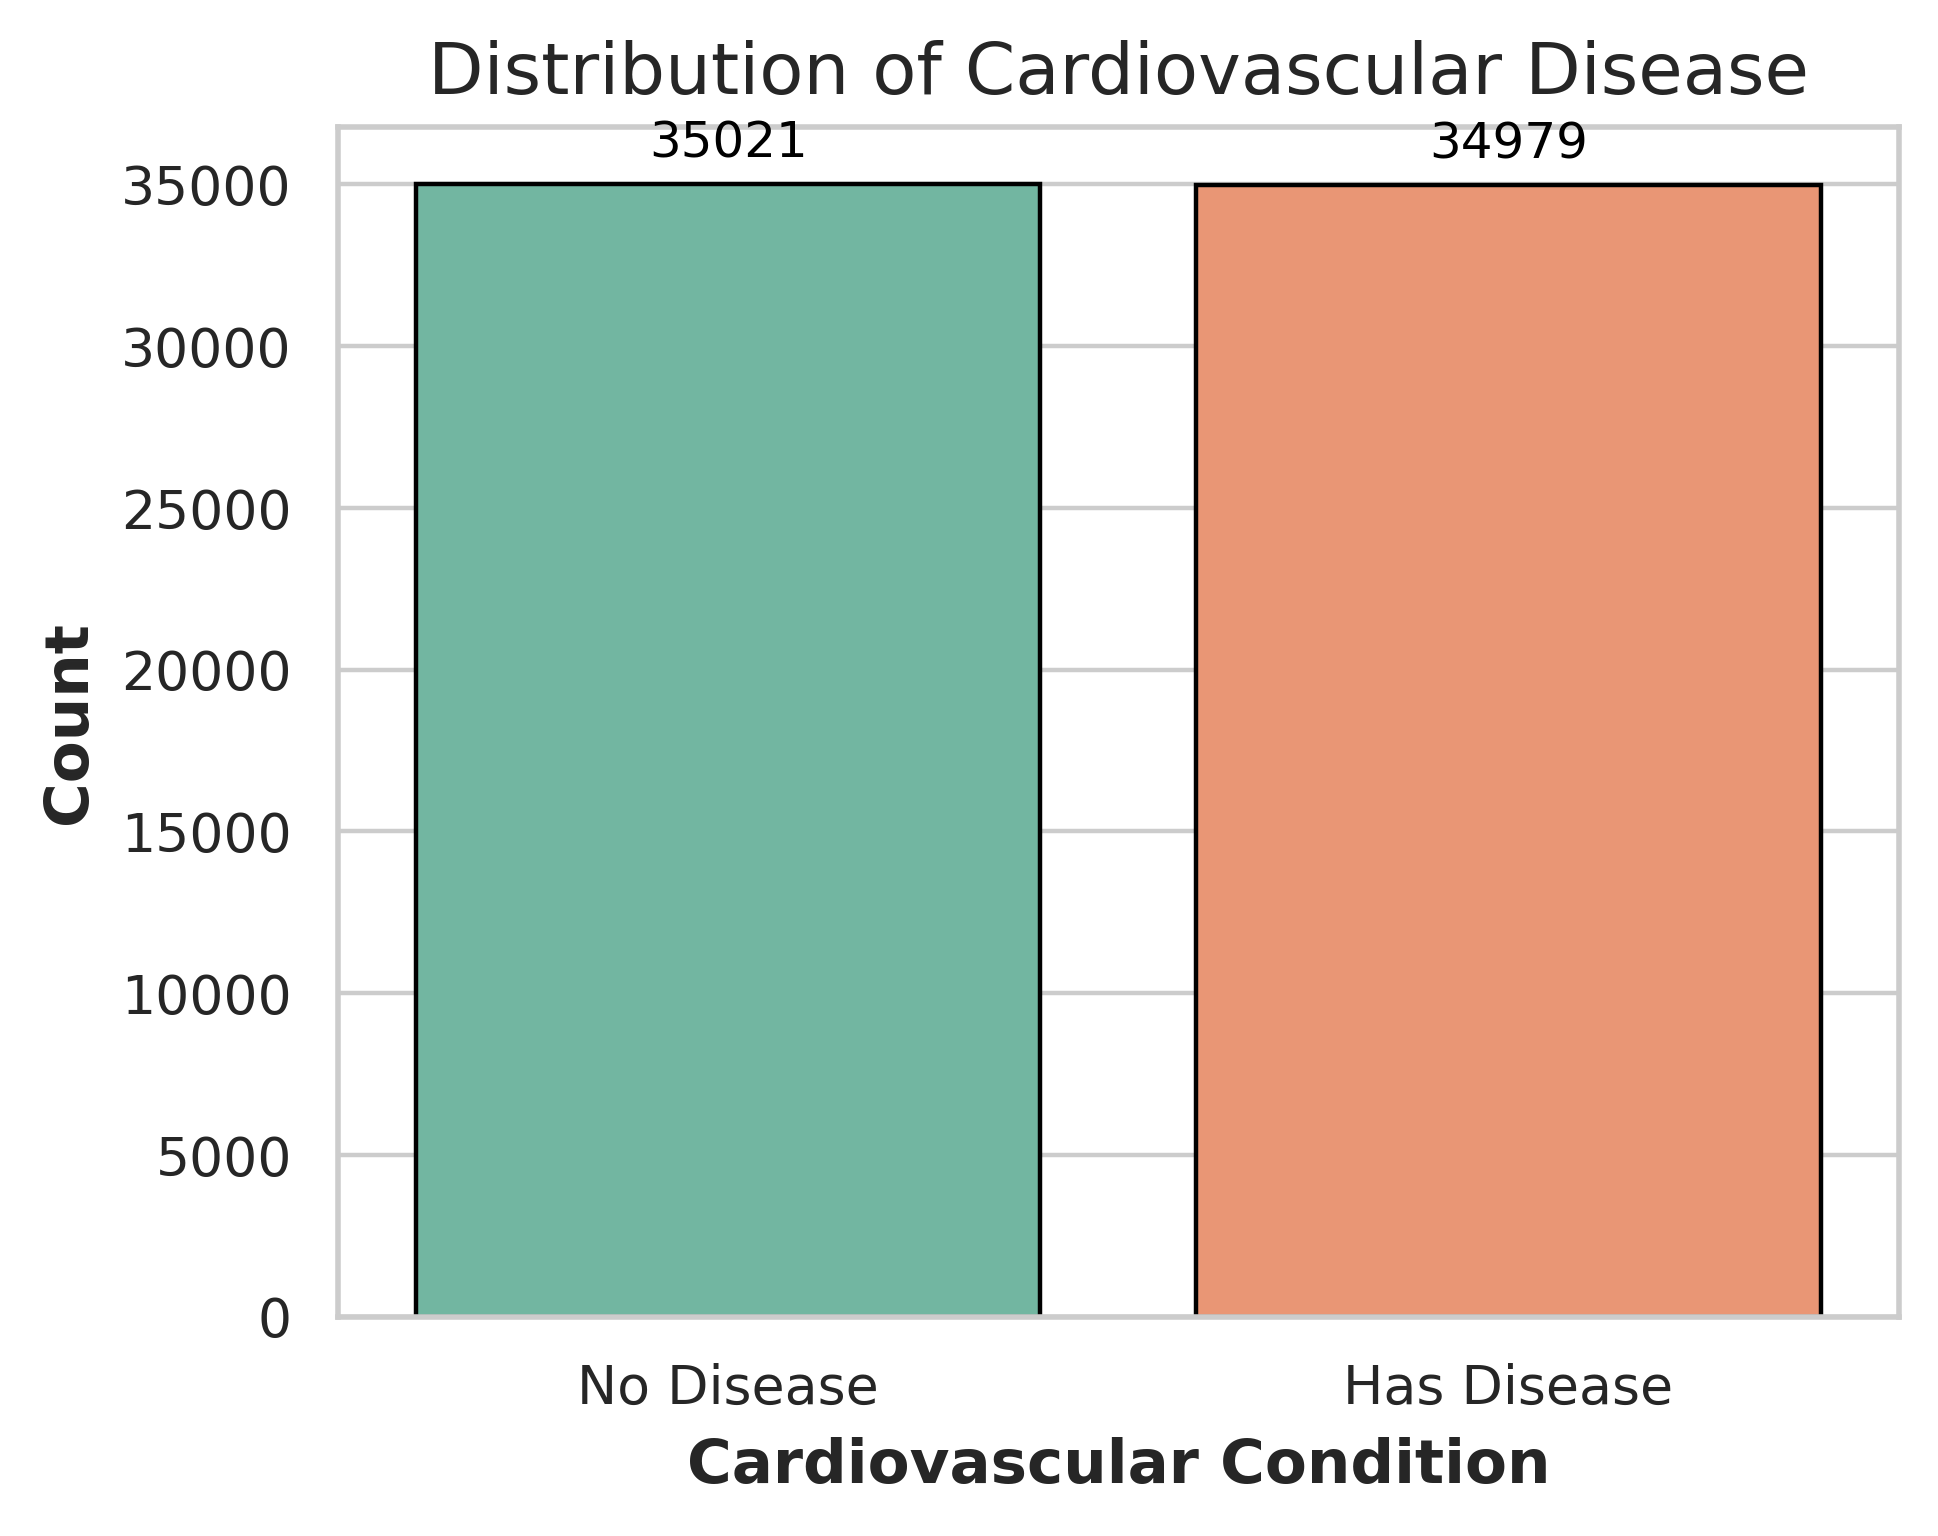 Distribution of Cardiovascular Disease
35021
34979
35000
30000
25000
20000
15000
10000
5000
0
Count
No Disease
Has Disease
Cardiovascular Condition